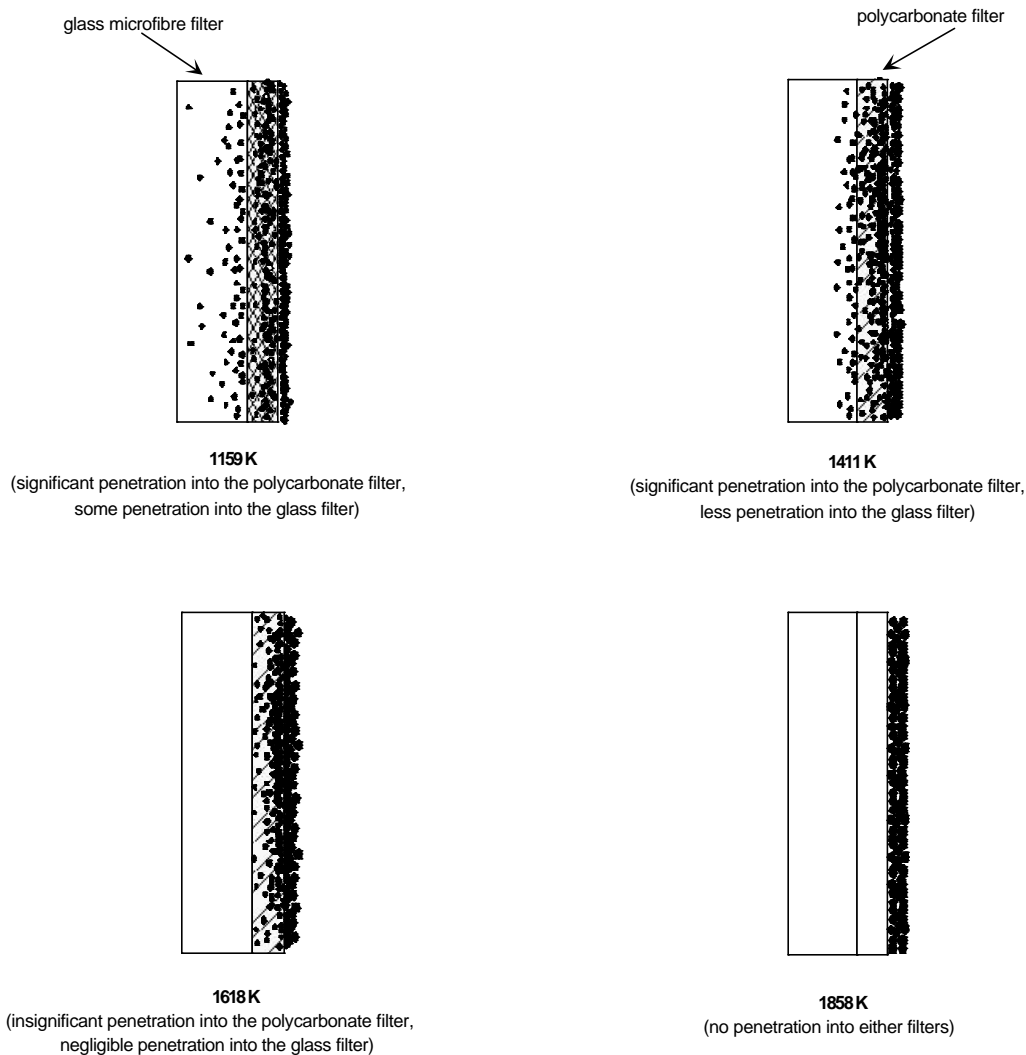 glass microfibre filter
polycarbonate filter
1159 K
(significant penetration into the polycarbonate filter,
some penetration into the glass filter)
1411 K
(significant penetration into the polycarbonate filter,
less penetration into the glass filter)
1618 K
(insignificant penetration into the polycarbonate filter,
negligible penetration into the glass filter)
1858 K
(no penetration into either filters)